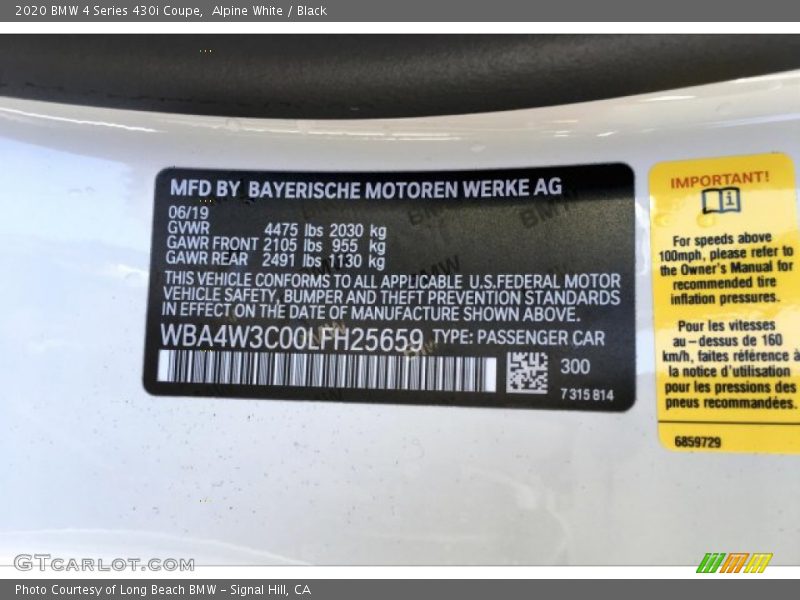 2020 BMW 4 Series 430i Coupe,  Alpine White / Black
MFD BY BAYERISCHE MOTOREN WERKE AG
06/19
GVWR 4475 lbs 2030 kg
GAWR FRONT 2105 lbs 955 kg
GAWR REAR 2491 lbs 1130 kg
THIS VEHICLE CONFORMS TO ALL APPLICABLE U.S.FEDERAL MOTOR
VEHICLE SAFETY, BUMPER AND THEFT PREVENTION STANDARDS
IN EFFECT ON THE DATE OF MANUFACTURE SHOWN ABOVE.
WBA4W3C00LFH25659 TYPE: PASSENGER CAR
300
7 315 814
IMPORTANT!
For speeds above
100mph, please refer to
the Owner's Manual for
recommended tire
inflation pressures.
Pour les vitesses
au-dessus de 160
km/h, faites référence à
la notice d'utilisation
pour les pressions des
pneus recommandées.
6859729
GTCARLOT.COM
Photo Courtesy of Long Beach BMW - Signal Hill, CA